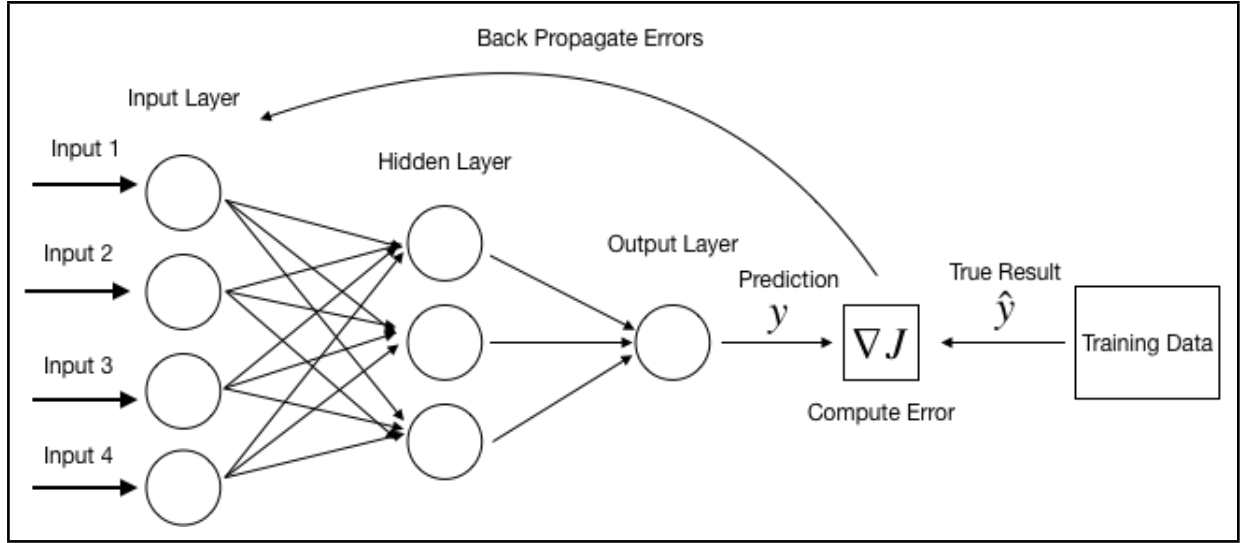 Back Propagate Errors
Input Layer
Input 1
Hidden Layer
Input 2
Output Layer
Prediction
y
True Result
ŷ
∇J
Training Data
Input 3
Compute Error
Input 4